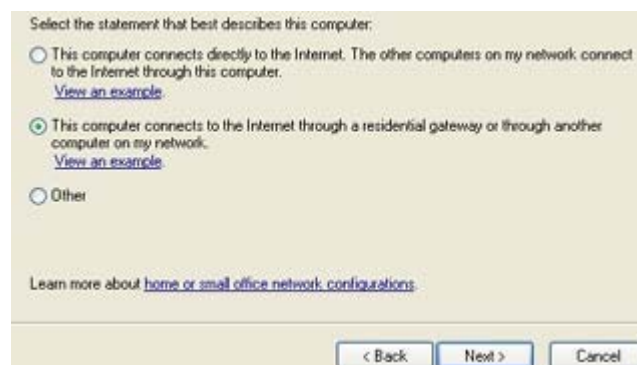 Select the statement that best describes this computer:
This computer connects directly to the Internet. The other computers on my network connect
to the Internet through this computer.
View an example.
This computer connects to the Internet through a residential gateway or through another
computer on my network.
View an example.
Other
Learn more about home or small office network configurations.
< Back Next > Cancel